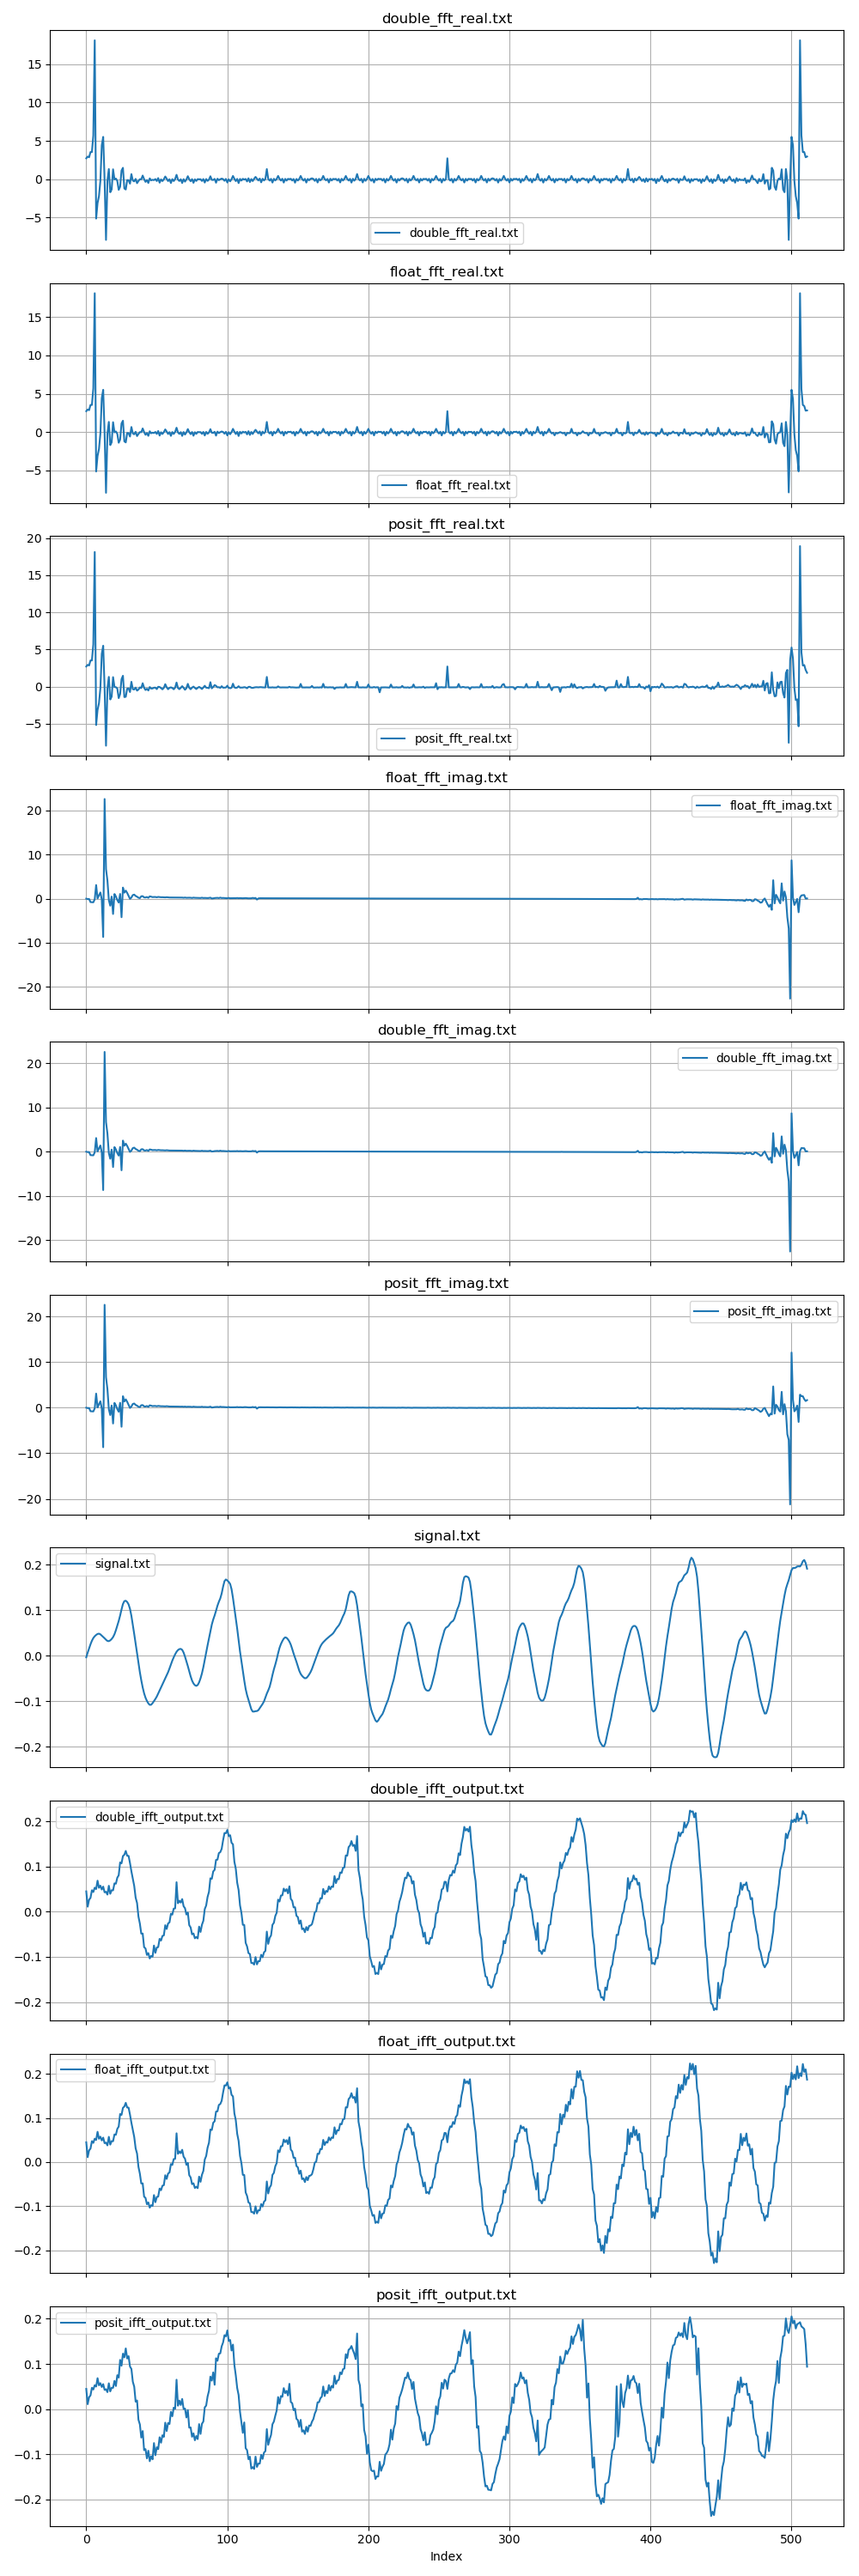 double_fft_real.txt
15
10
5
0
−5
double_fft_real.txt
float_fft_real.txt
15
10
5
0
−5
float_fft_real.txt
posit_fft_real.txt
20
15
10
5
0
−5
posit_fft_real.txt
float_fft_imag.txt
20
10
0
−10
−20
float_fft_imag.txt
double_fft_imag.txt
20
10
0
−10
−20
double_fft_imag.txt
posit_fft_imag.txt
20
10
0
−10
−20
posit_fft_imag.txt
signal.txt
0.2
0.1
0.0
−0.1
−0.2
signal.txt
double_ifft_output.txt
0.2
0.1
0.0
−0.1
−0.2
double_ifft_output.txt
float_ifft_output.txt
0.2
0.1
0.0
−0.1
−0.2
float_ifft_output.txt
posit_ifft_output.txt
0.2
0.1
0.0
−0.1
−0.2
posit_ifft_output.txt
0 100 200 300 400 500
Index